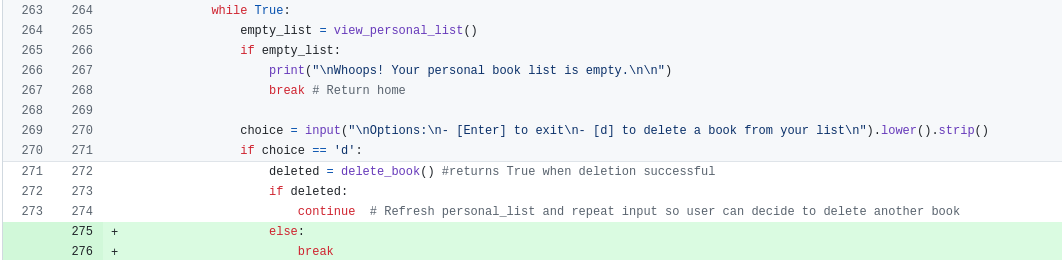 263 264 while True:
264 265 empty_list = view_personal_list()
265 266 if empty_list:
266 267 print("\nWhoops! Your personal book list is empty.\n\n")
267 268 break # Return home
268 269
269 270 choice = input("\nOptions:\n- [Enter] to exit\n- [d] to delete a book from your list\n").lower().strip()
270 271 if choice == 'd':
271 272 deleted = delete_book() #returns True when deletion successful
272 273 if deleted:
273 274 continue  # Refresh personal_list and repeat input so user can decide to delete another book
275 + else:
276 + break